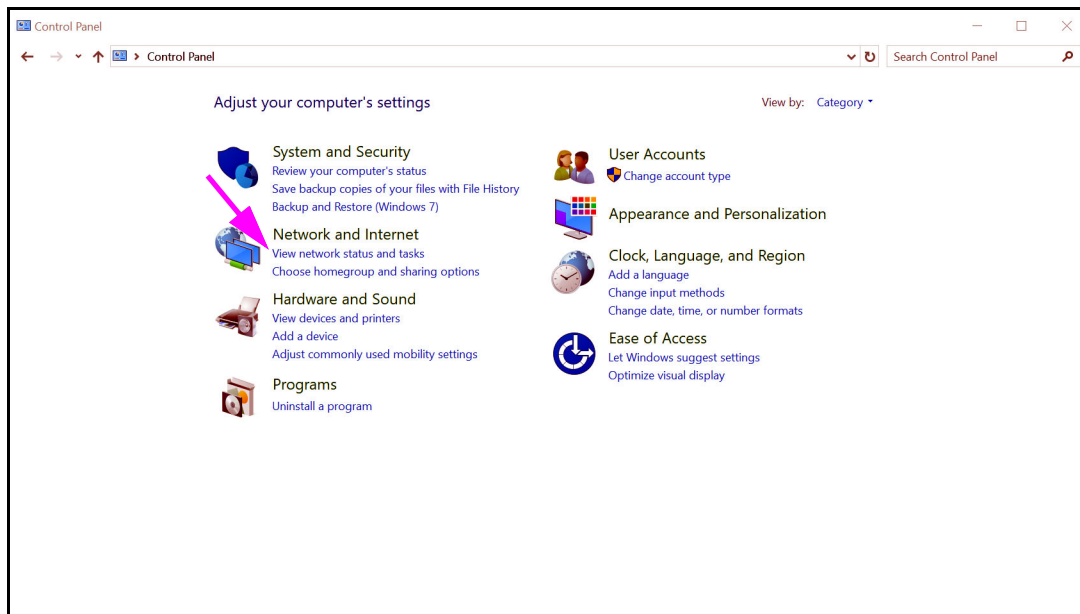 Control Panel
Control Panel
Search Control Panel
Adjust your computer's settings
View by: Category
System and Security
Review your computer's status
Save backup copies of your files with File History
Backup and Restore (Windows 7)
Network and Internet
View network status and tasks
Choose homegroup and sharing options
Hardware and Sound
View devices and printers
Add a device
Adjust commonly used mobility settings
Programs
Uninstall a program
User Accounts
Change account type
Appearance and Personalization
Clock, Language, and Region
Add a language
Change input methods
Change date, time, or number formats
Ease of Access
Let Windows suggest settings
Optimize visual display